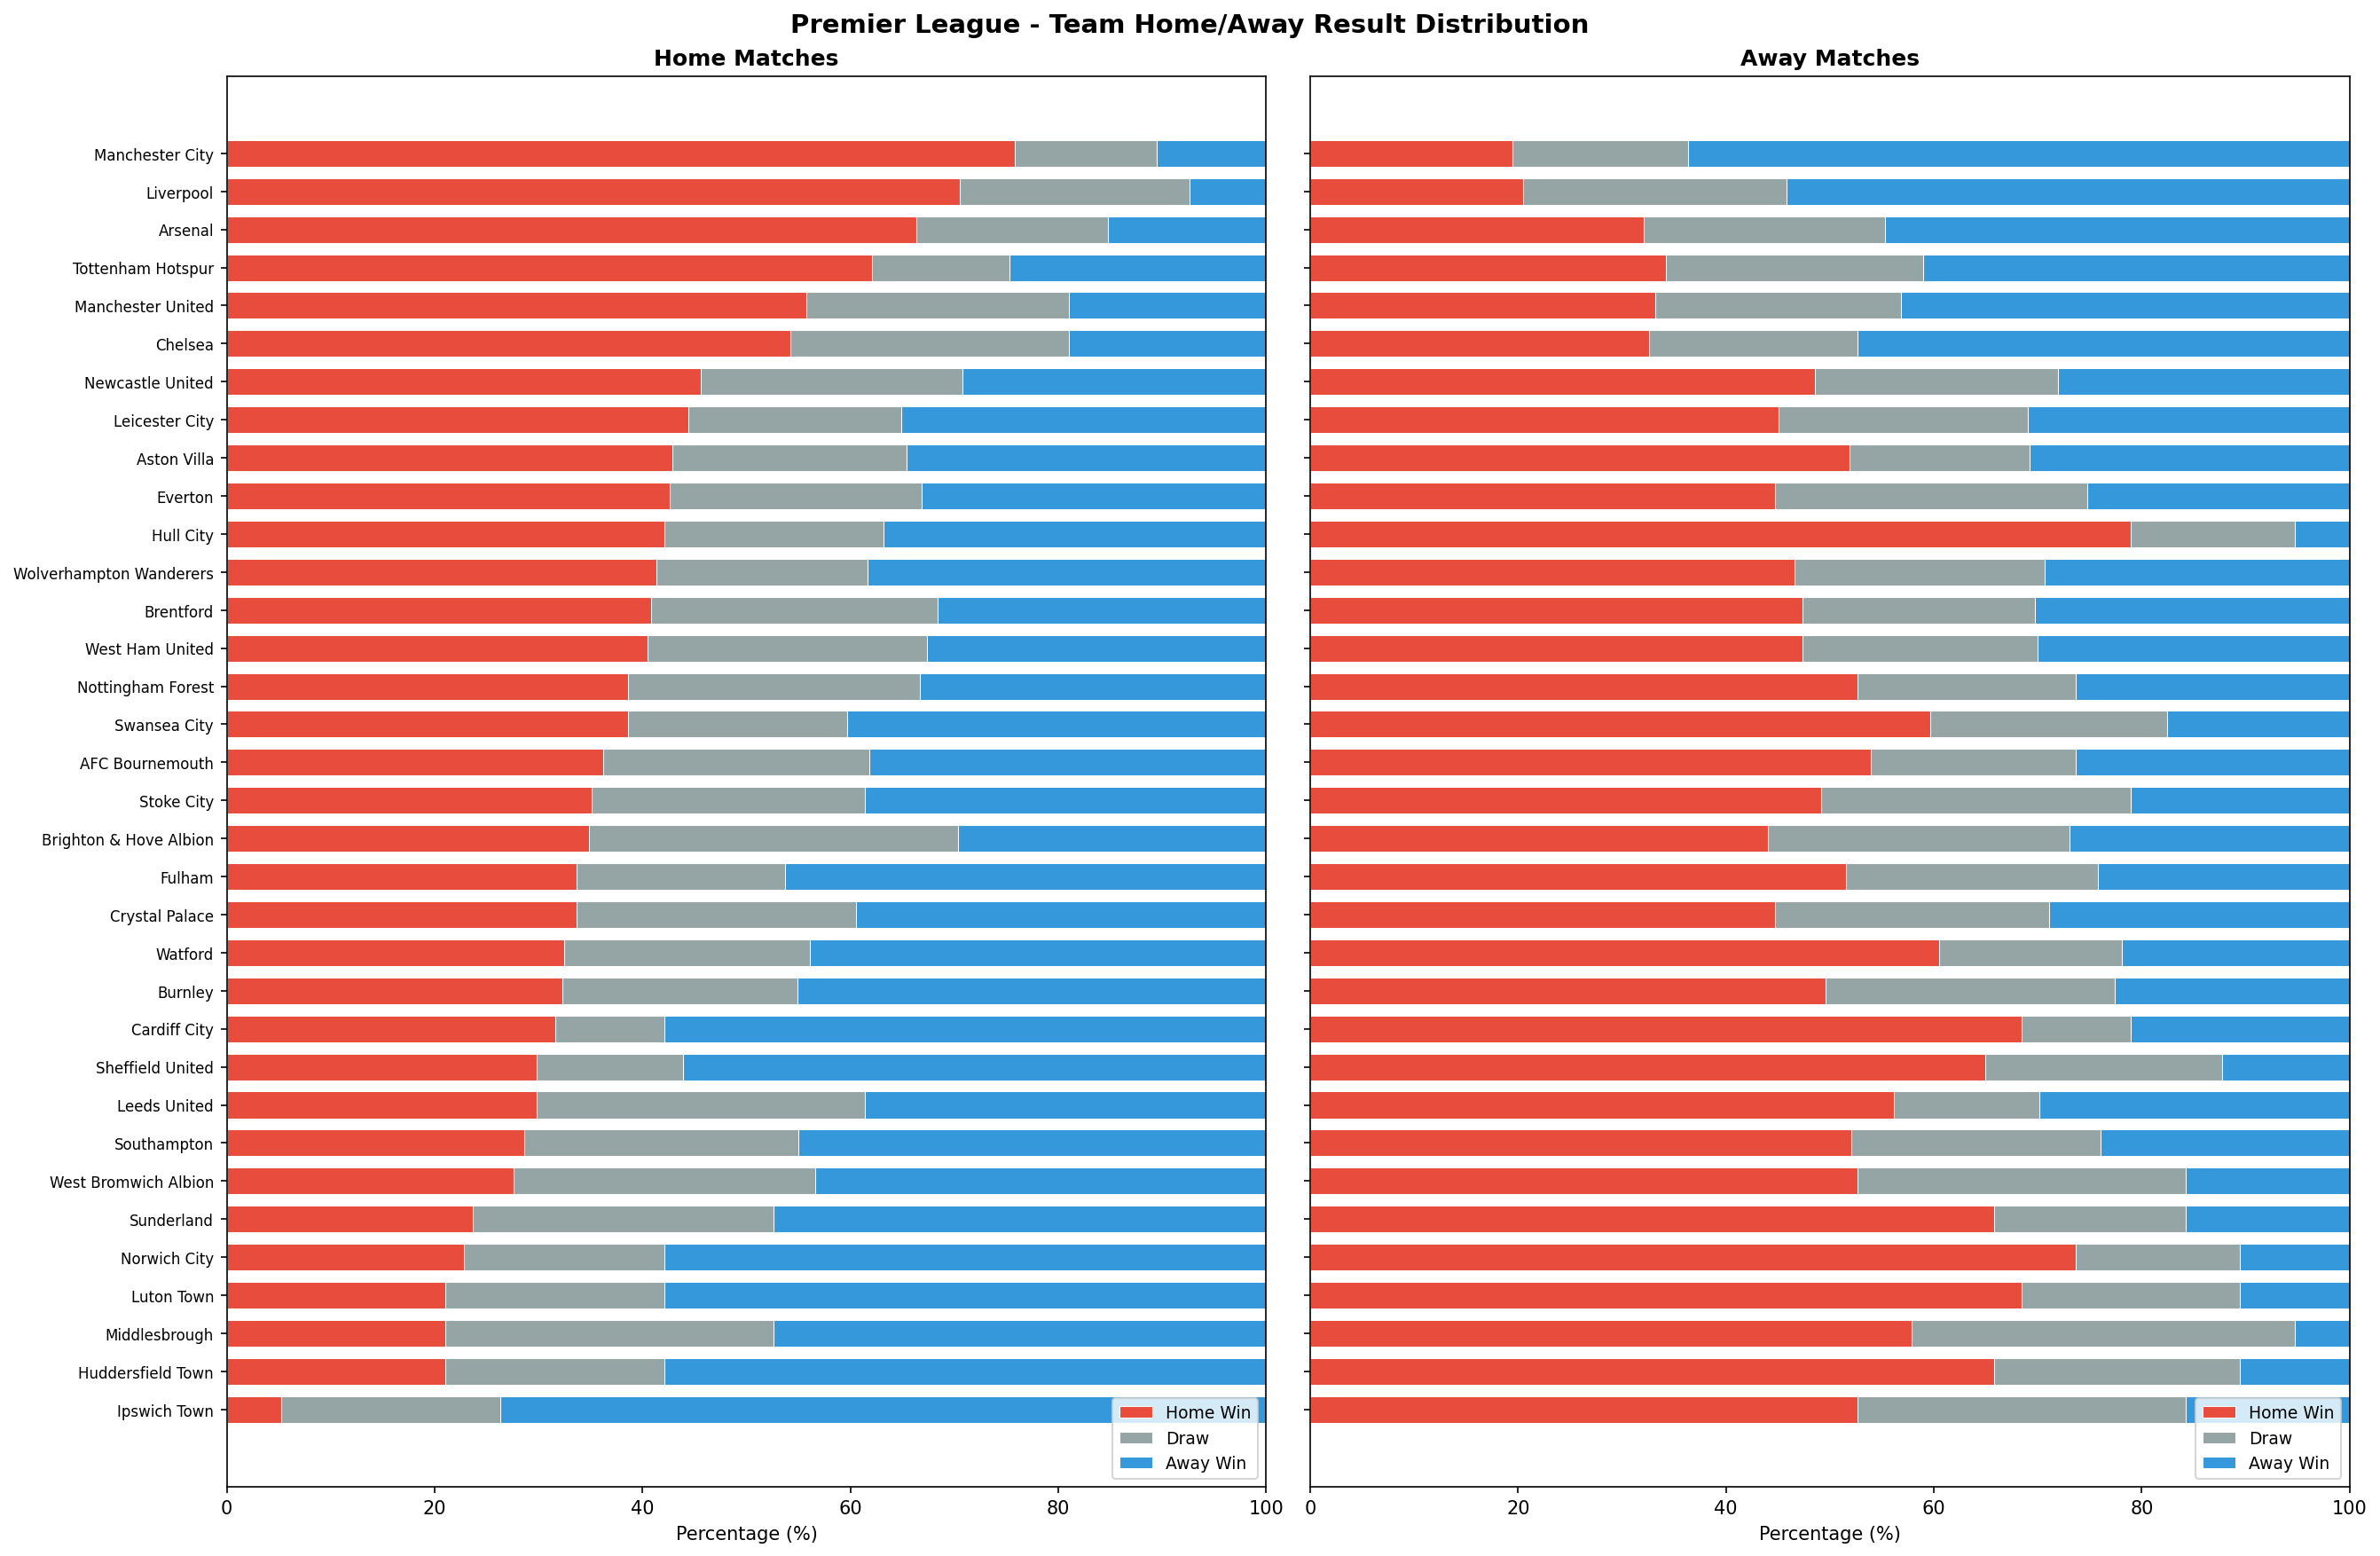 Premier League - Team Home/Away Result Distribution
Home Matches
Manchester City
Liverpool
Arsenal
Tottenham Hotspur
Manchester United
Chelsea
Newcastle United
Leicester City
Aston Villa
Everton
Hull City
Wolverhampton Wanderers
Brentford
West Ham United
Nottingham Forest
Swansea City
AFC Bournemouth
Stoke City
Brighton & Hove Albion
Fulham
Crystal Palace
Watford
Burnley
Cardiff City
Sheffield United
Leeds United
Southampton
West Bromwich Albion
Sunderland
Norwich City
Luton Town
Middlesbrough
Huddersfield Town
Ipswich Town
Home Win
Draw
Away Win
0 20 40 60 80 100
Percentage (%)
Away Matches
Home Win
Draw
Away Win
0 20 40 60 80 100
Percentage (%)